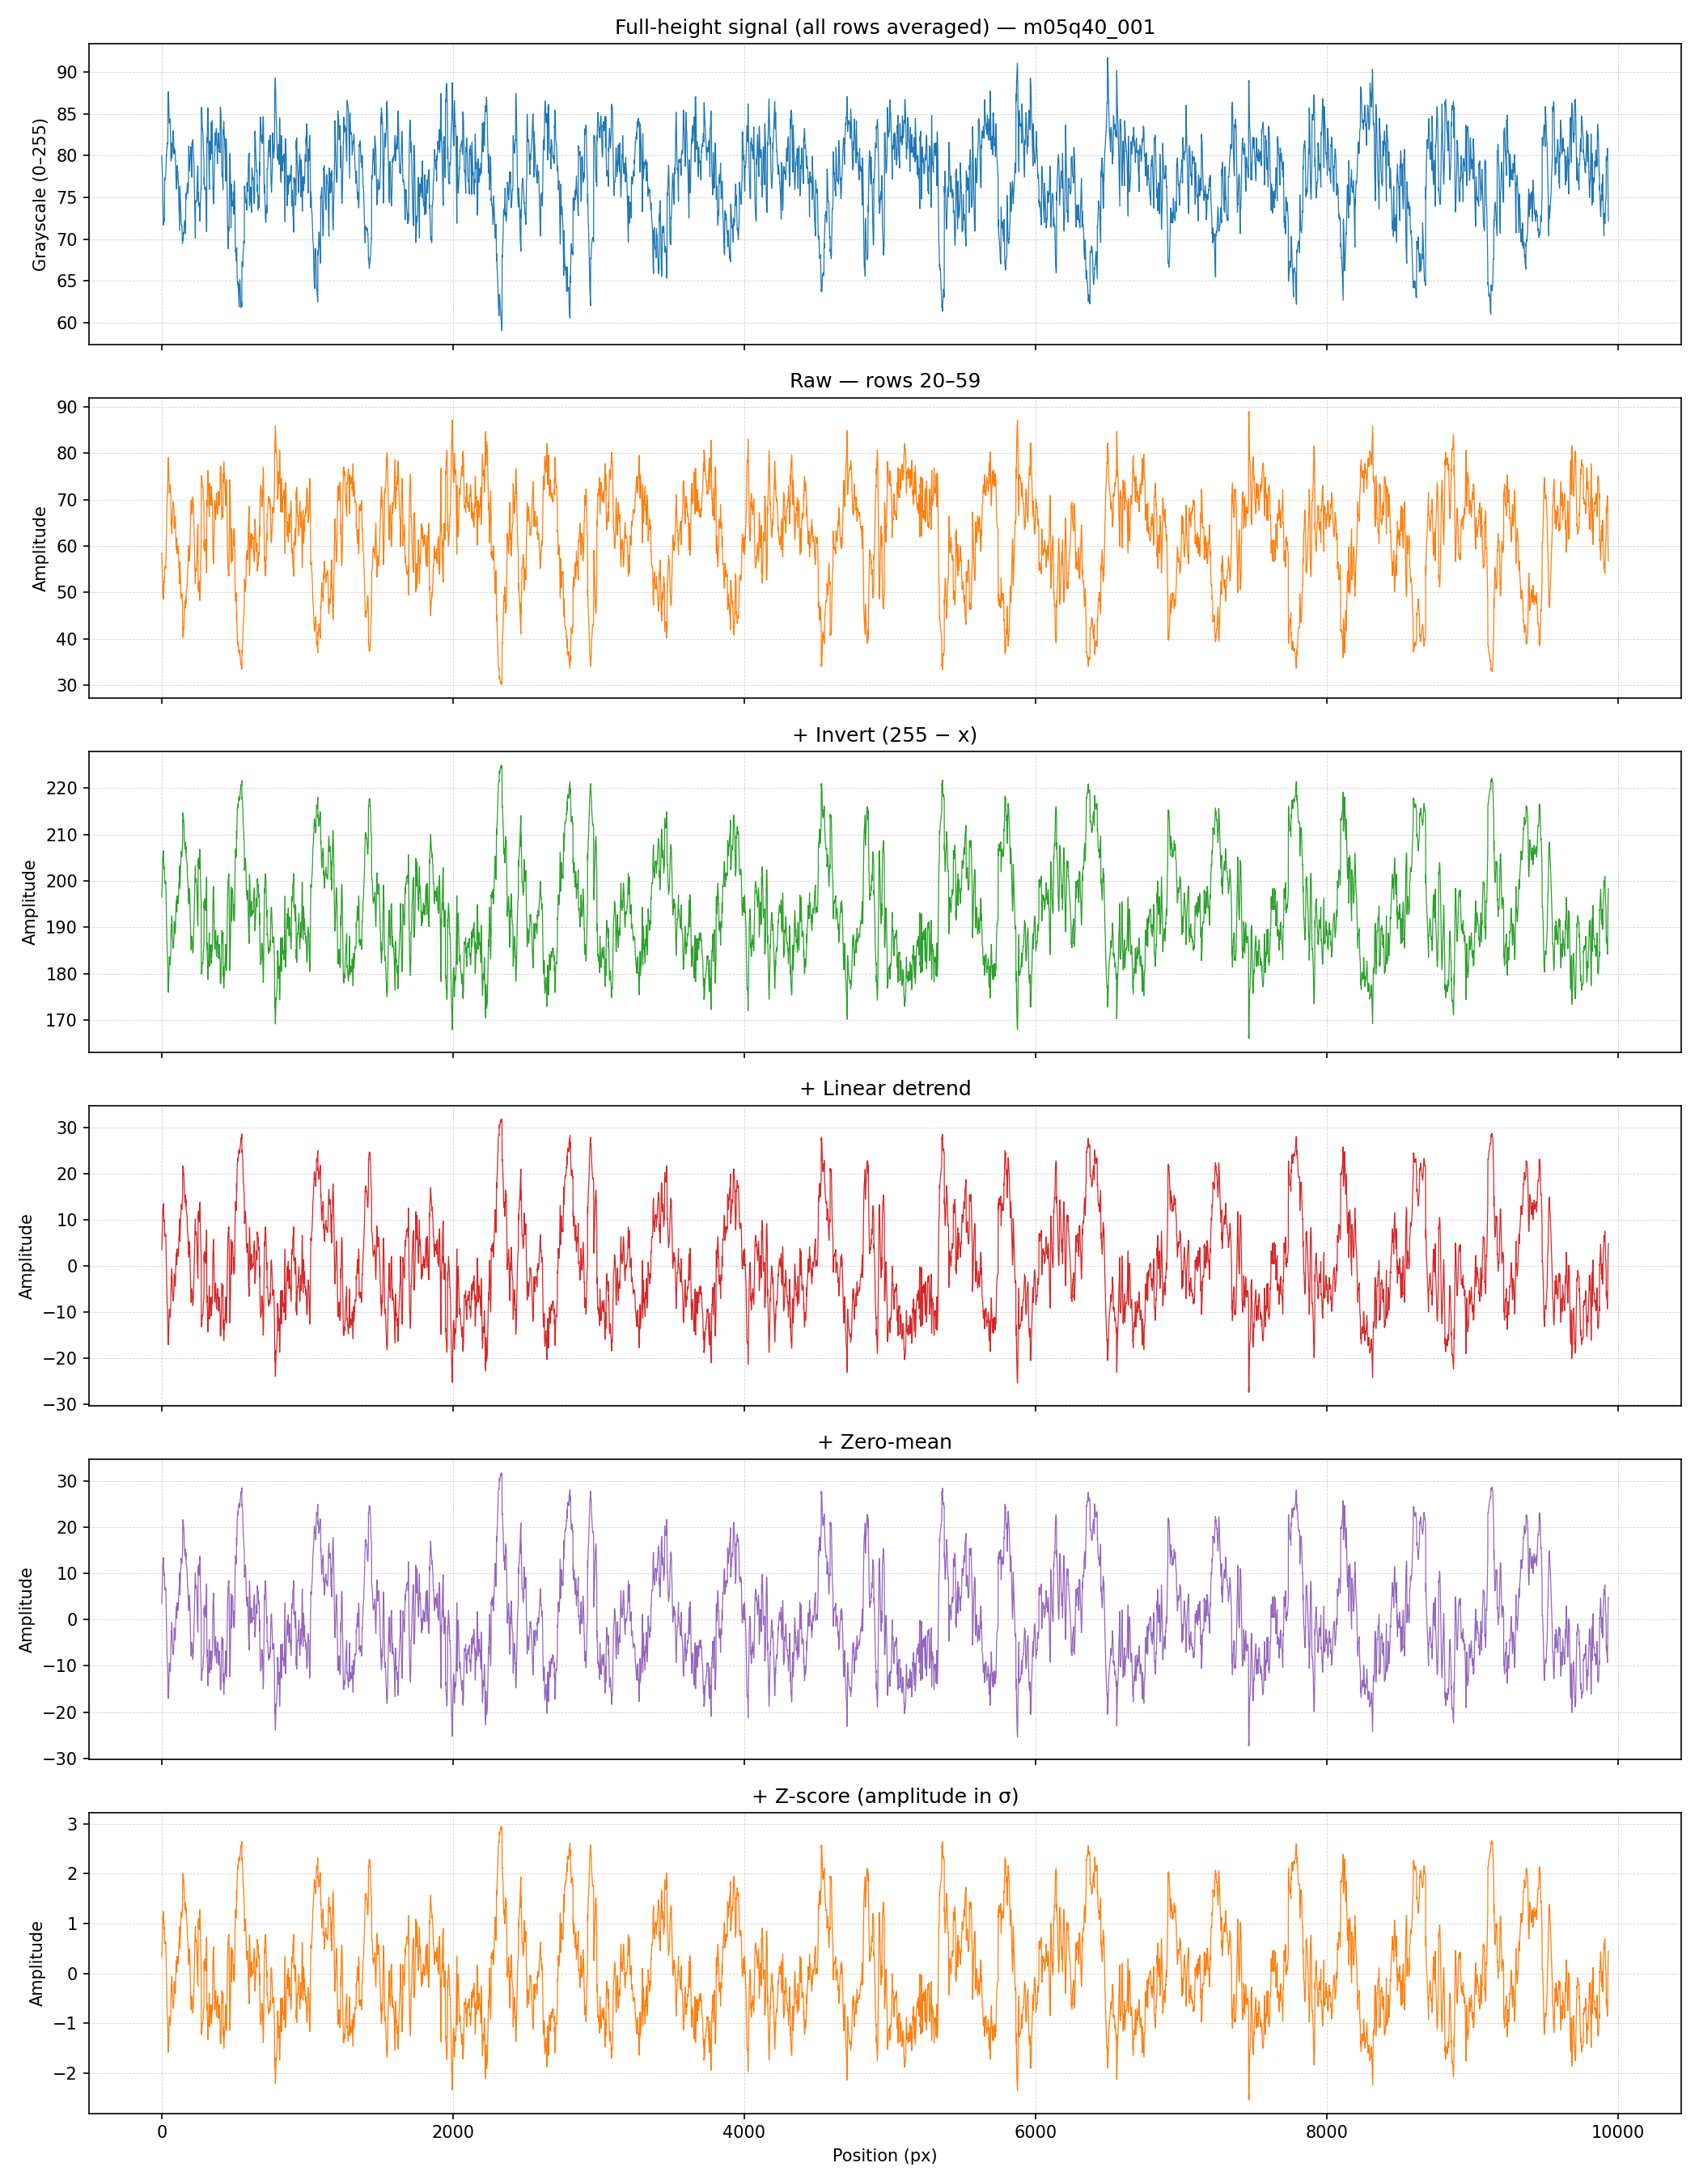 Full-height signal (all rows averaged) — m05q40_001
Grayscale (0–255)
90
85
80
75
70
65
60
Raw — rows 20–59
Amplitude
90
80
70
60
50
40
30
+ Invert (255 − x)
Amplitude
220
210
200
190
180
170
+ Linear detrend
Amplitude
30
20
10
0
−10
−20
−30
+ Zero-mean
Amplitude
30
20
10
0
−10
−20
−30
+ Z-score (amplitude in σ)
Amplitude
3
2
1
0
−1
−2
0 2000 4000 6000 8000 10000
Position (px)